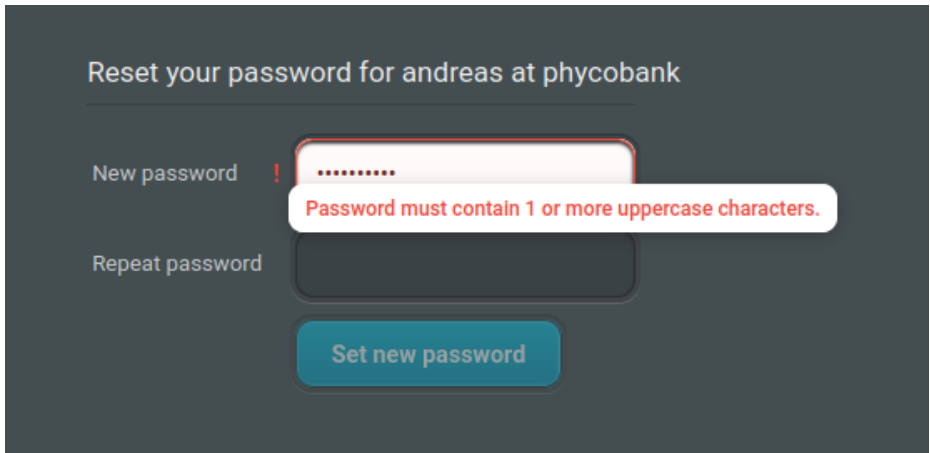 Reset your password for andreas at phycobank
New password ! ••••••••••
Password must contain 1 or more uppercase characters.
Repeat password
Set new password